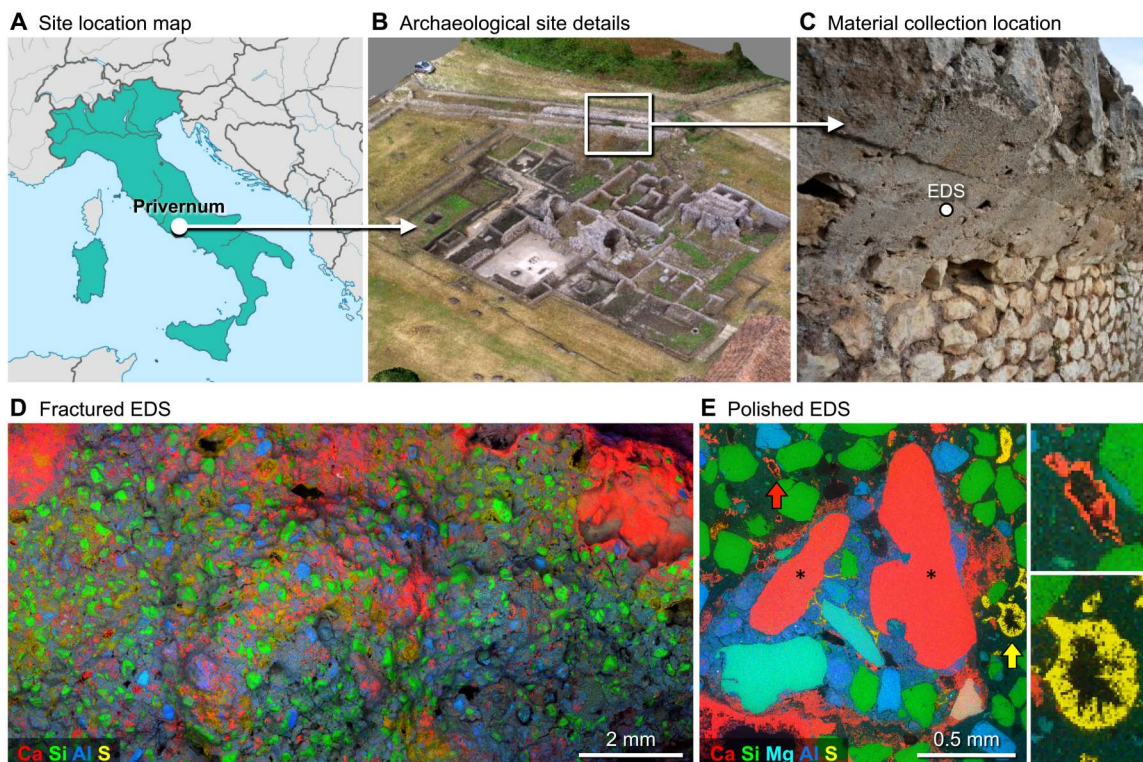 A Site location map
B Archaeological site details
C Material collection location
Privernum
EDS
D Fractured EDS
E Polished EDS
*
*
Ca Si Al S
2 mm
Ca Si Mg Al S
0.5 mm